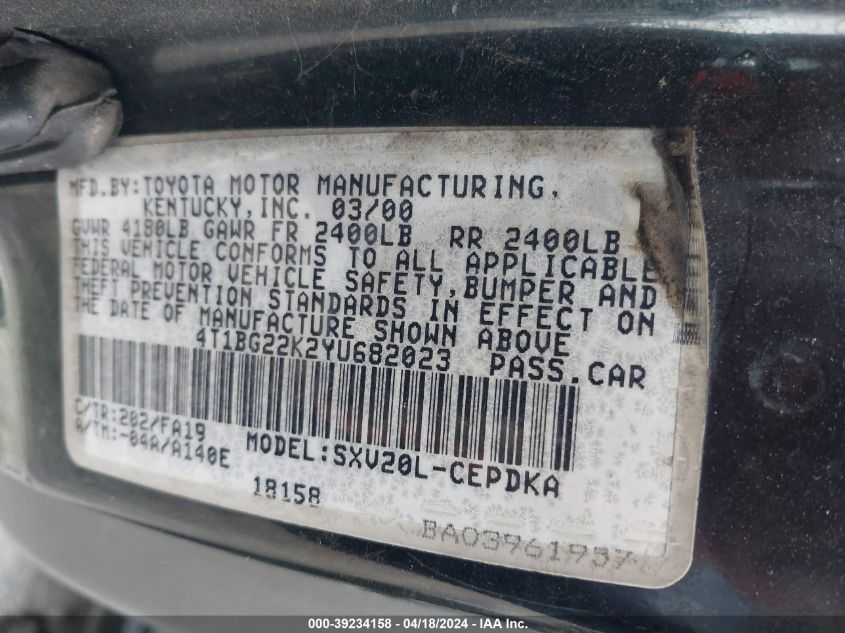 MFD.BY:TOYOTA MOTOR MANUFACTURING,
KENTUCKY,INC. 03/00
GVWR 4180LB GAWR FR 2400LB RR 2400LB
THIS VEHICLE CONFORMS TO ALL APPLICABLE
FEDERAL MOTOR VEHICLE SAFETY,BUMPER AND
THEFT PREVENTION STANDARDS IN EFFECT ON
THE DATE OF MANUFACTURE SHOWN ABOVE
4T1BG22K2YU682023 PASS.CAR
C/TR:202/FA19
A/TM:-04A/A140E
MODEL:SXV20L-CEPDKA
18158
BA03961937
000-39234158 - 04/18/2024 - IAA Inc.